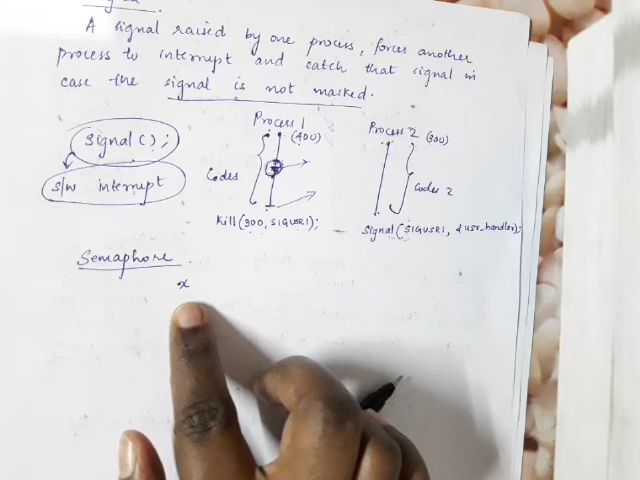 A signal raised by one process, forces another
process to interrupt and catch that signal in
case the signal is not masked.
Signal();
S/W interrupt
Process 1
(400)
Codes
Kill(300, SIGUSR1);
Process 2 (300)
Codes 2
Signal(SIGUSR1, &usr_handler);
Semaphore